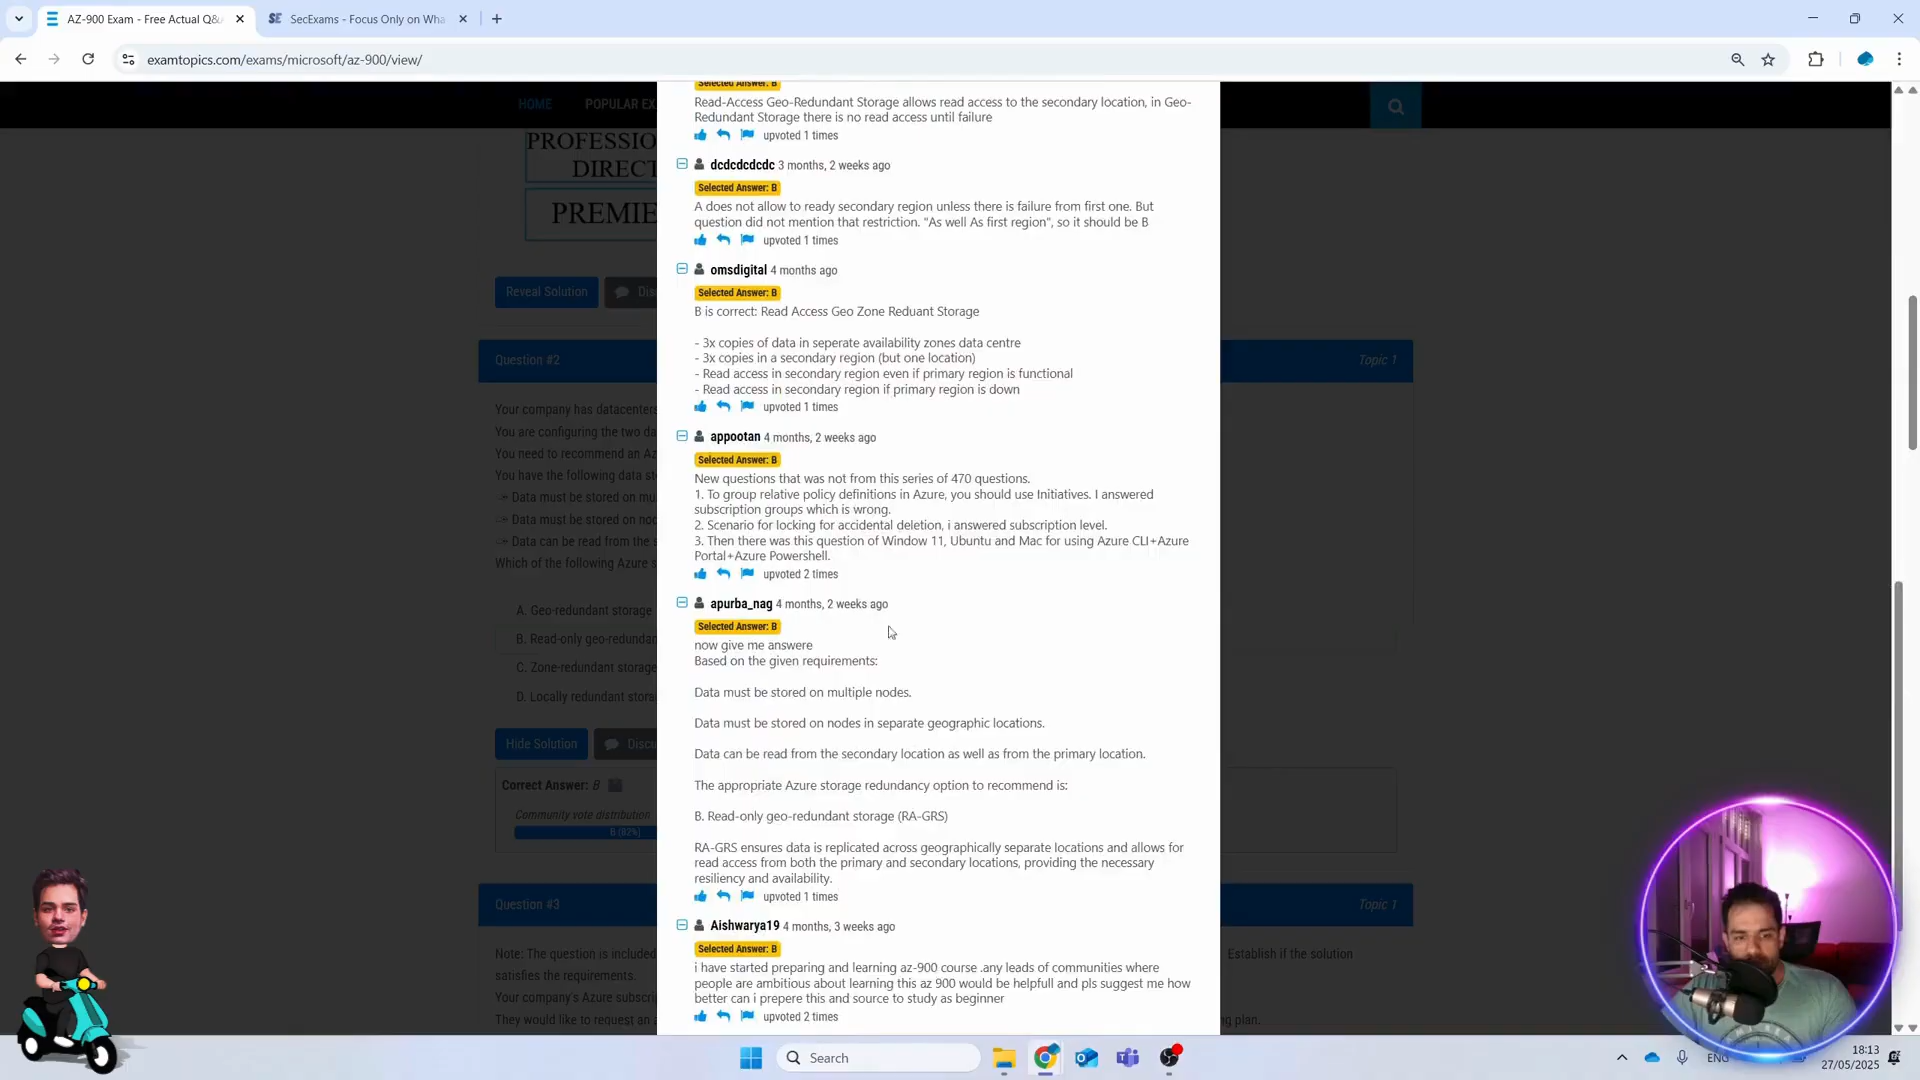 AZ-900 Exam - Free Actual Q&A
SecExams - Focus Only on Wha
examtopics.com/exams/microsoft/az-900/view/
HOME
POPULAR EX
PROFESSIO
DIRECT
PREMIE
Reveal Solution
Dis
Question #2
Topic 1
Your company has datacenters
You are configuring the two da
You need to recommend an Az
You have the following data st
Data must be stored on mu
Data must be stored on nod
Data can be read from the s
Which of the following Azure s
A. Geo-redundant storage
B. Read-only geo-redundan
C. Zone-redundant storage
D. Locally redundant stora
Hide Solution
Discu
Correct Answer: B
Community vote distribution
B (82%)
Question #3
Topic 1
Note: The question is included
Establish if the solution
satisfies the requirements.
Your company's Azure subscri
They would like to request an a
ng plan.
Selected Answer: B
Read-Access Geo-Redundant Storage allows read access to the secondary location, in Geo-
Redundant Storage there is no read access until failure
upvoted 1 times
dcdcdcdcdc 3 months, 2 weeks ago
Selected Answer: B
A does not allow to ready secondary region unless there is failure from first one. But
question did not mention that restriction. "As well As first region", so it should be B
upvoted 1 times
omsdigital 4 months ago
Selected Answer: B
B is correct: Read Access Geo Zone Reduant Storage
- 3x copies of data in seperate availability zones data centre
- 3x copies in a secondary region (but one location)
- Read access in secondary region even if primary region is functional
- Read access in secondary region if primary region is down
upvoted 1 times
appootan 4 months, 2 weeks ago
Selected Answer: B
New questions that was not from this series of 470 questions.
1. To group relative policy definitions in Azure, you should use Initiatives. I answered
subscription groups which is wrong.
2. Scenario for locking for accidental deletion, i answered subscription level.
3. Then there was this question of Window 11, Ubuntu and Mac for using Azure CLI+Azure
Portal+Azure Powershell.
upvoted 2 times
apurba_nag 4 months, 2 weeks ago
Selected Answer: B
now give me answere
Based on the given requirements:
Data must be stored on multiple nodes.
Data must be stored on nodes in separate geographic locations.
Data can be read from the secondary location as well as from the primary location.
The appropriate Azure storage redundancy option to recommend is:
B. Read-only geo-redundant storage (RA-GRS)
RA-GRS ensures data is replicated across geographically separate locations and allows for
read access from both the primary and secondary locations, providing the necessary
resiliency and availability.
upvoted 1 times
Aishwarya19 4 months, 3 weeks ago
Selected Answer: B
i have started preparing and learning az-900 course .any leads of communities where
people are ambitious about learning this az 900 would be helpfull and pls suggest me how
better can i prepere this and source to study as beginner
upvoted 2 times
Search
ENG
18:13
27/05/2025